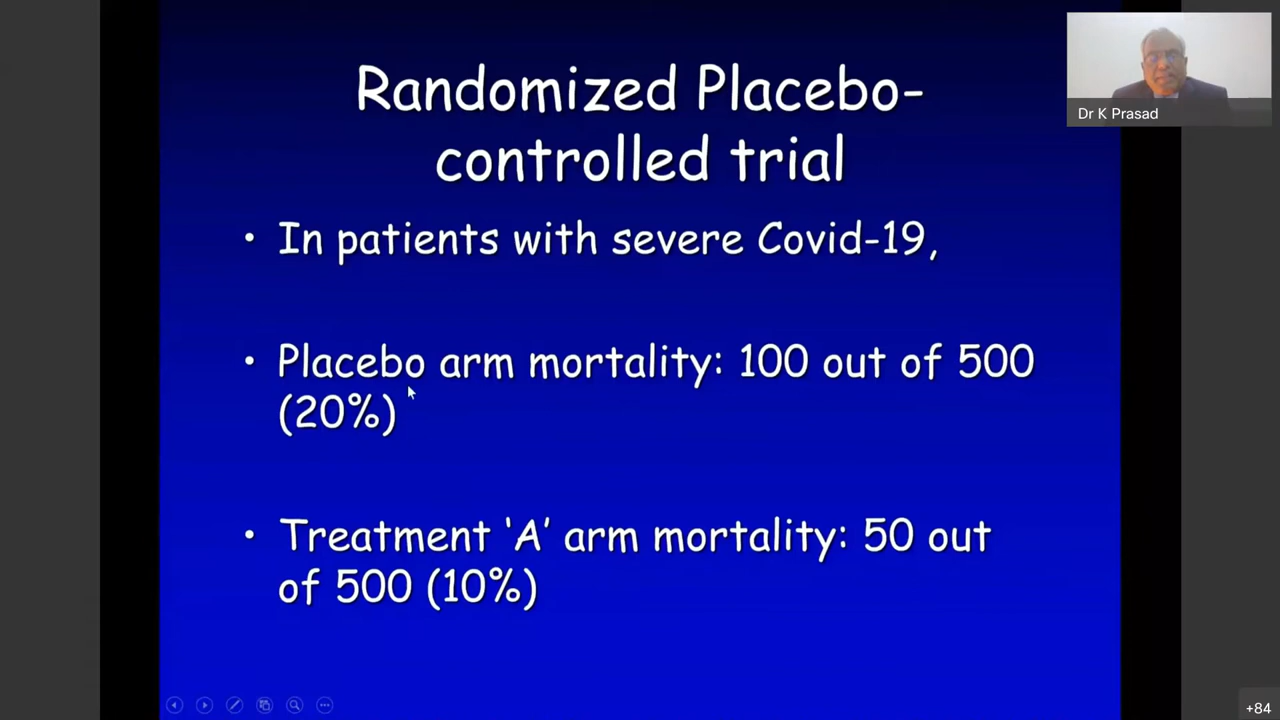 Randomized Placebo-
controlled trial
• In patients with severe Covid-19,
• Placebo arm mortality: 100 out of 500
(20%)
• Treatment ‘A’ arm mortality: 50 out
of 500 (10%)
Dr K Prasad
+84